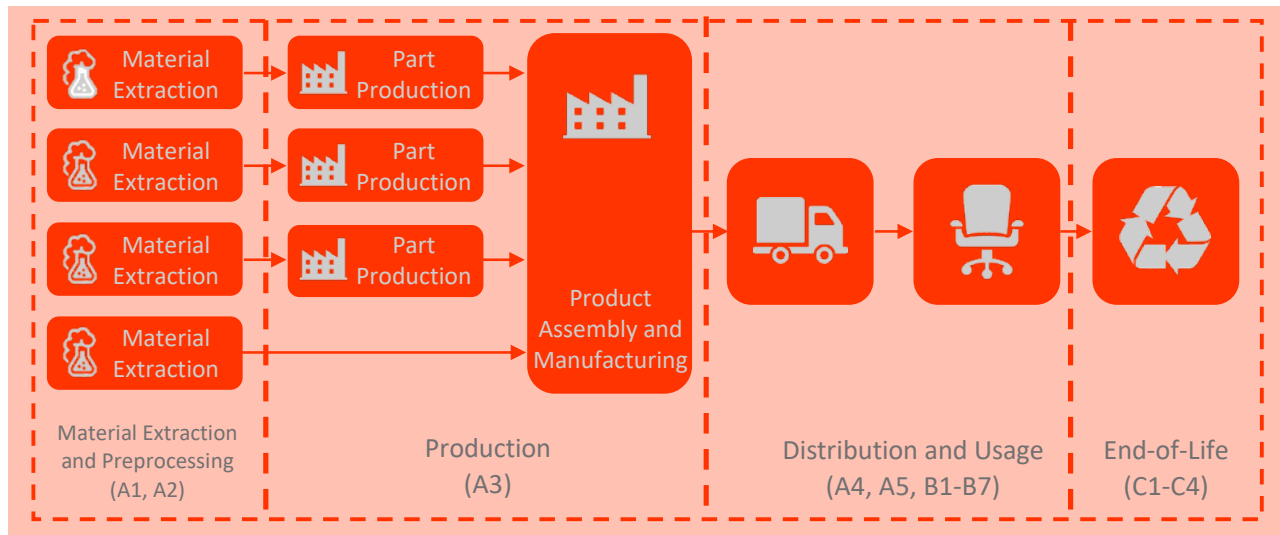 Material
Extraction
Part
Production
Material
Extraction
Part
Production
Material
Extraction
Part
Production
Material
Extraction
Product
Assembly and
Manufacturing
Material Extraction
and Preprocessing
(A1, A2)
Production
(A3)
Distribution and Usage
(A4, A5, B1-B7)
End-of-Life
(C1-C4)